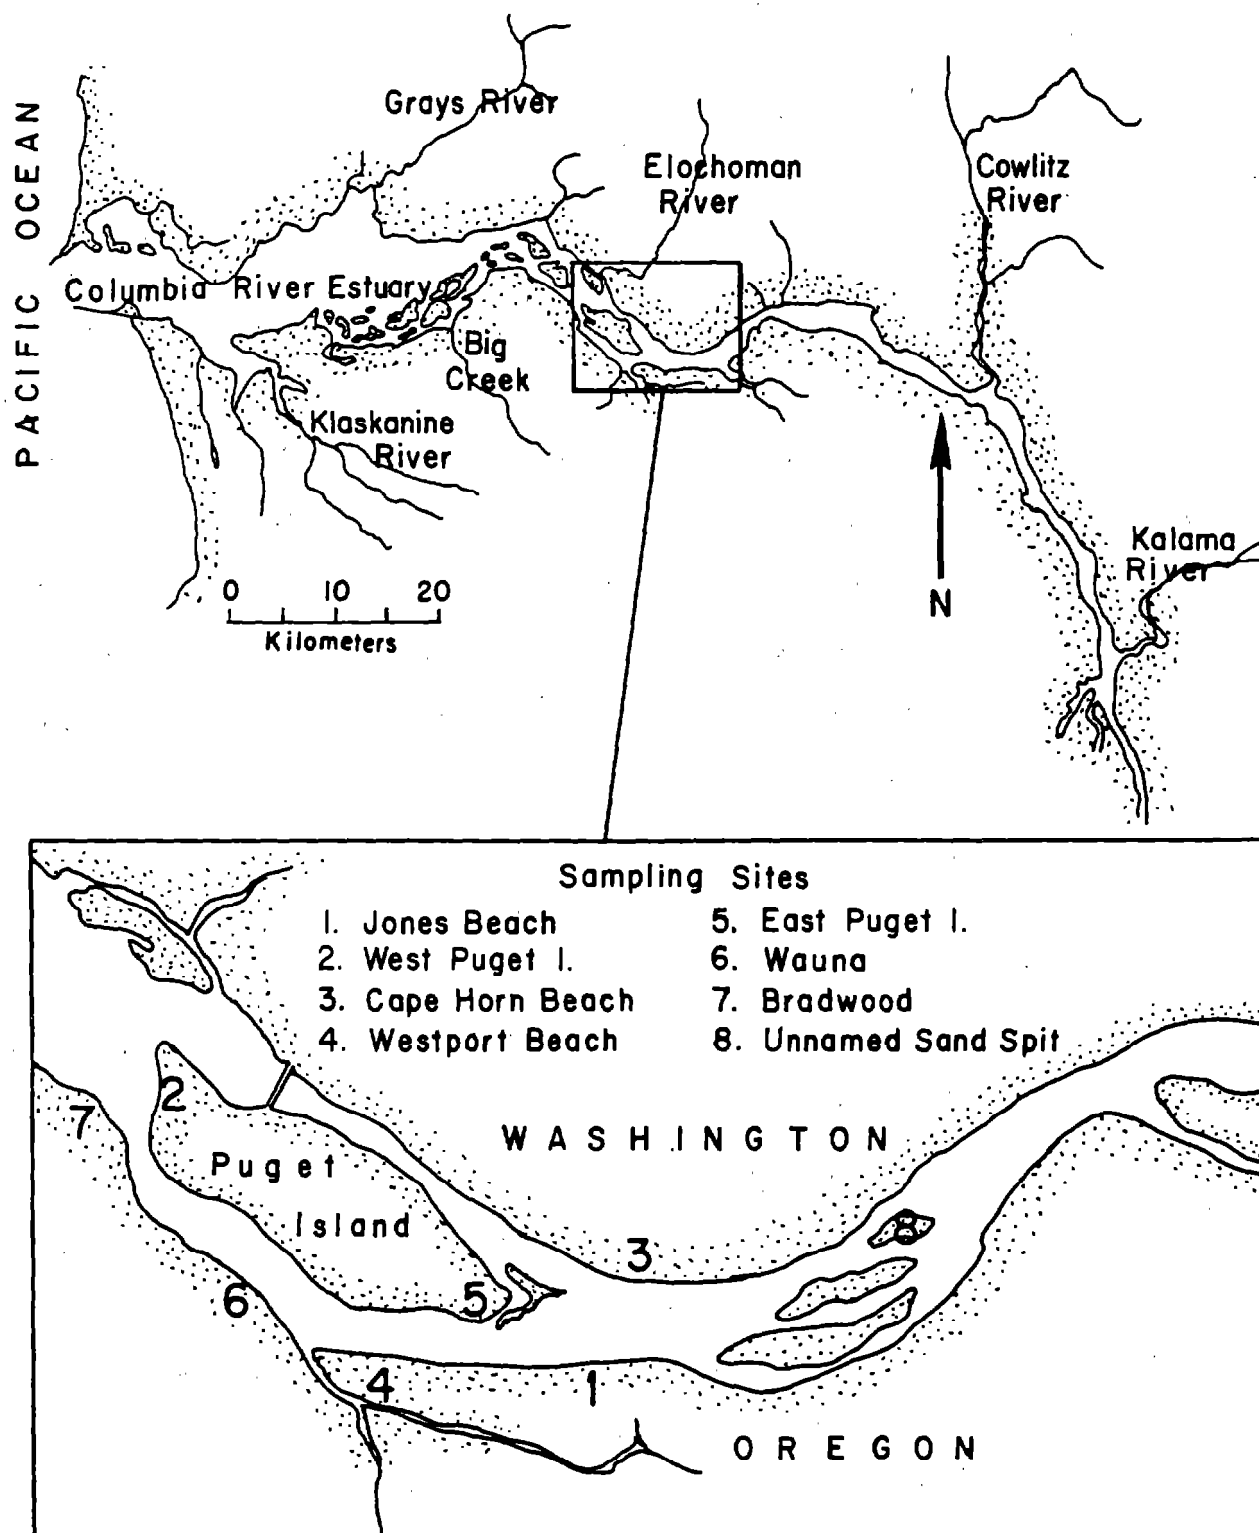 PACIFIC OCEAN
Grays River
Elochoman
River
Cowlitz
River
Columbia River Estuary
Big
Creek
Klaskanine
River
0 10 20
Kilometers
N
Kalama
River
Sampling Sites
1. Jones Beach
2. West Puget I.
3. Cape Horn Beach
4. Westport Beach
5. East Puget I.
6. Wauna
7. Bradwood
8. Unnamed Sand Spit
2
7
WASHINGTON
Puget
Island
8
3
5
6
4
1
OREGON